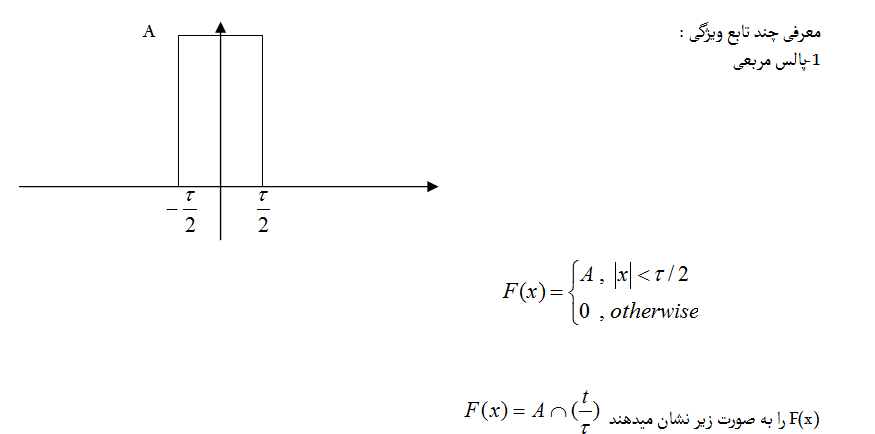 معرفی چند تابع ویژگی :
1-پالس مربعی
A
-τ/2 τ/2
F(x) = { A , |x| < τ / 2
0 , otherwise
F(x) را به صورت زیر نشان میدهند F(x) = A ∩ (t/τ)